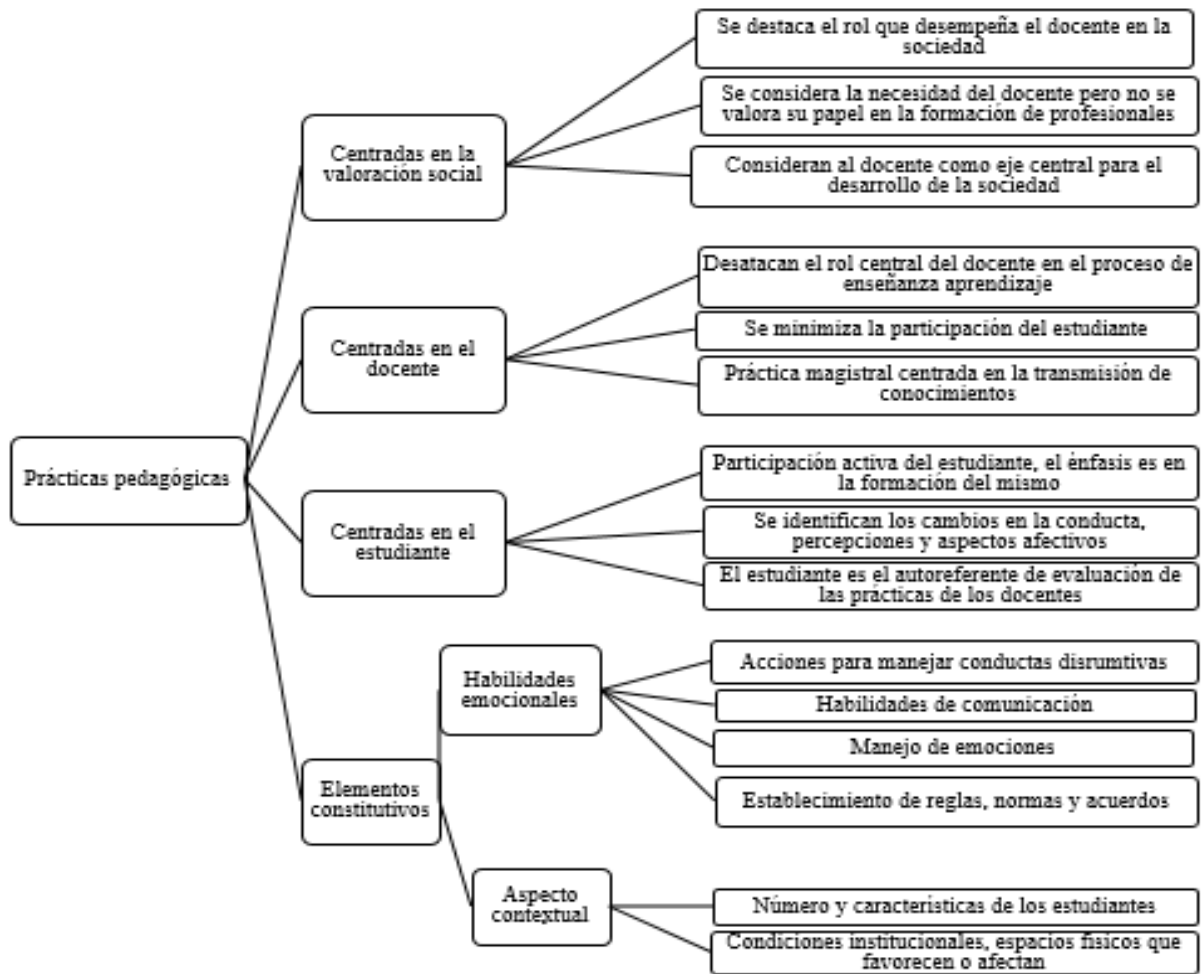 Se destaca el rol que desempeña el docente en la
sociedad
Se considera la necesidad del docente pero no se
valora su papel en la formación de profesionales
Centradas en la
valoración social
Consideran al docente como eje central para el
desarrollo de la sociedad
Desatacan el rol central del docente en el proceso de
enseñanza aprendizaje
Centradas en el
docente
Se minimiza la participación del estudiante
Práctica magistral centrada en la transmisión de
conocimientos
Prácticas pedagógicas
Participación activa del estudiante, el énfasis es en
la formación del mismo
Centradas en el
estudiante
Se identifican los cambios en la conducta,
percepciones y aspectos afectivos
El estudiante es el autoreferente de evaluación de
las prácticas de los docentes
Habilidades
emocionales
Acciones para manejar conductas disrumtivas
Habilidades de comunicación
Manejo de emociones
Establecimiento de reglas, normas y acuerdos
Elementos
constitutivos
Aspecto
contextual
Número y características de los estudiantes
Condiciones institucionales, espacios físicos que
favorecen o afectan